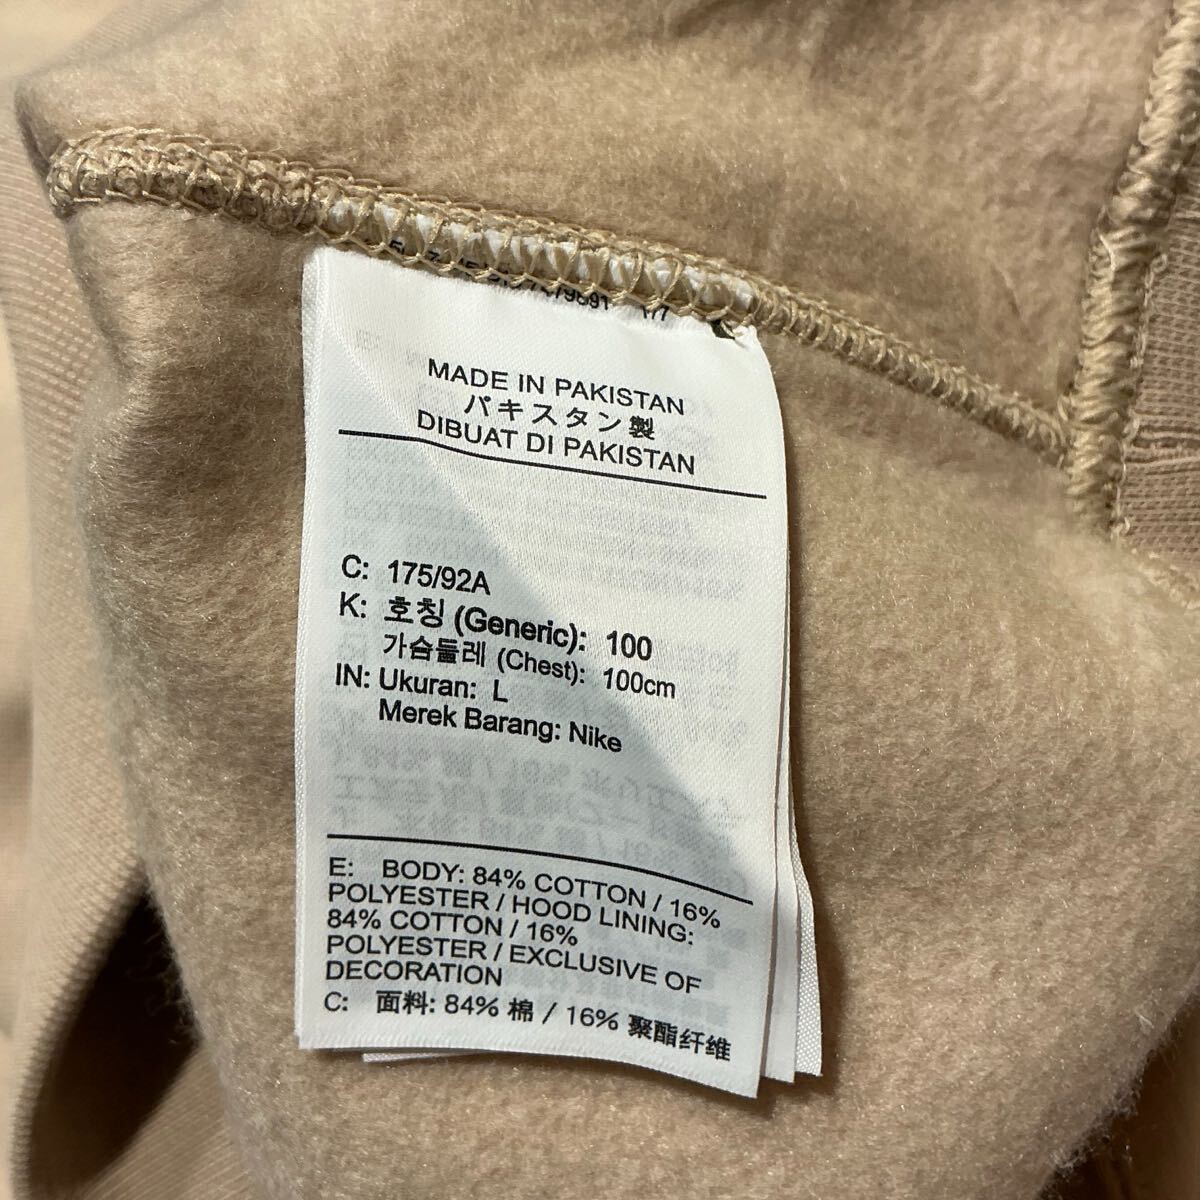 MADE IN PAKISTAN
パキスタン製
DIBUAT DI PAKISTAN
C: 175/92A
K: 호칭 (Generic): 100
가슴둘레 (Chest): 100cm
IN: Ukuran: L
Merek Barang: Nike
E: BODY: 84% COTTON / 16%
POLYESTER / HOOD LINING:
84% COTTON / 16%
POLYESTER / EXCLUSIVE OF
DECORATION
C: 面料: 84% 棉 / 16% 聚酯纤维